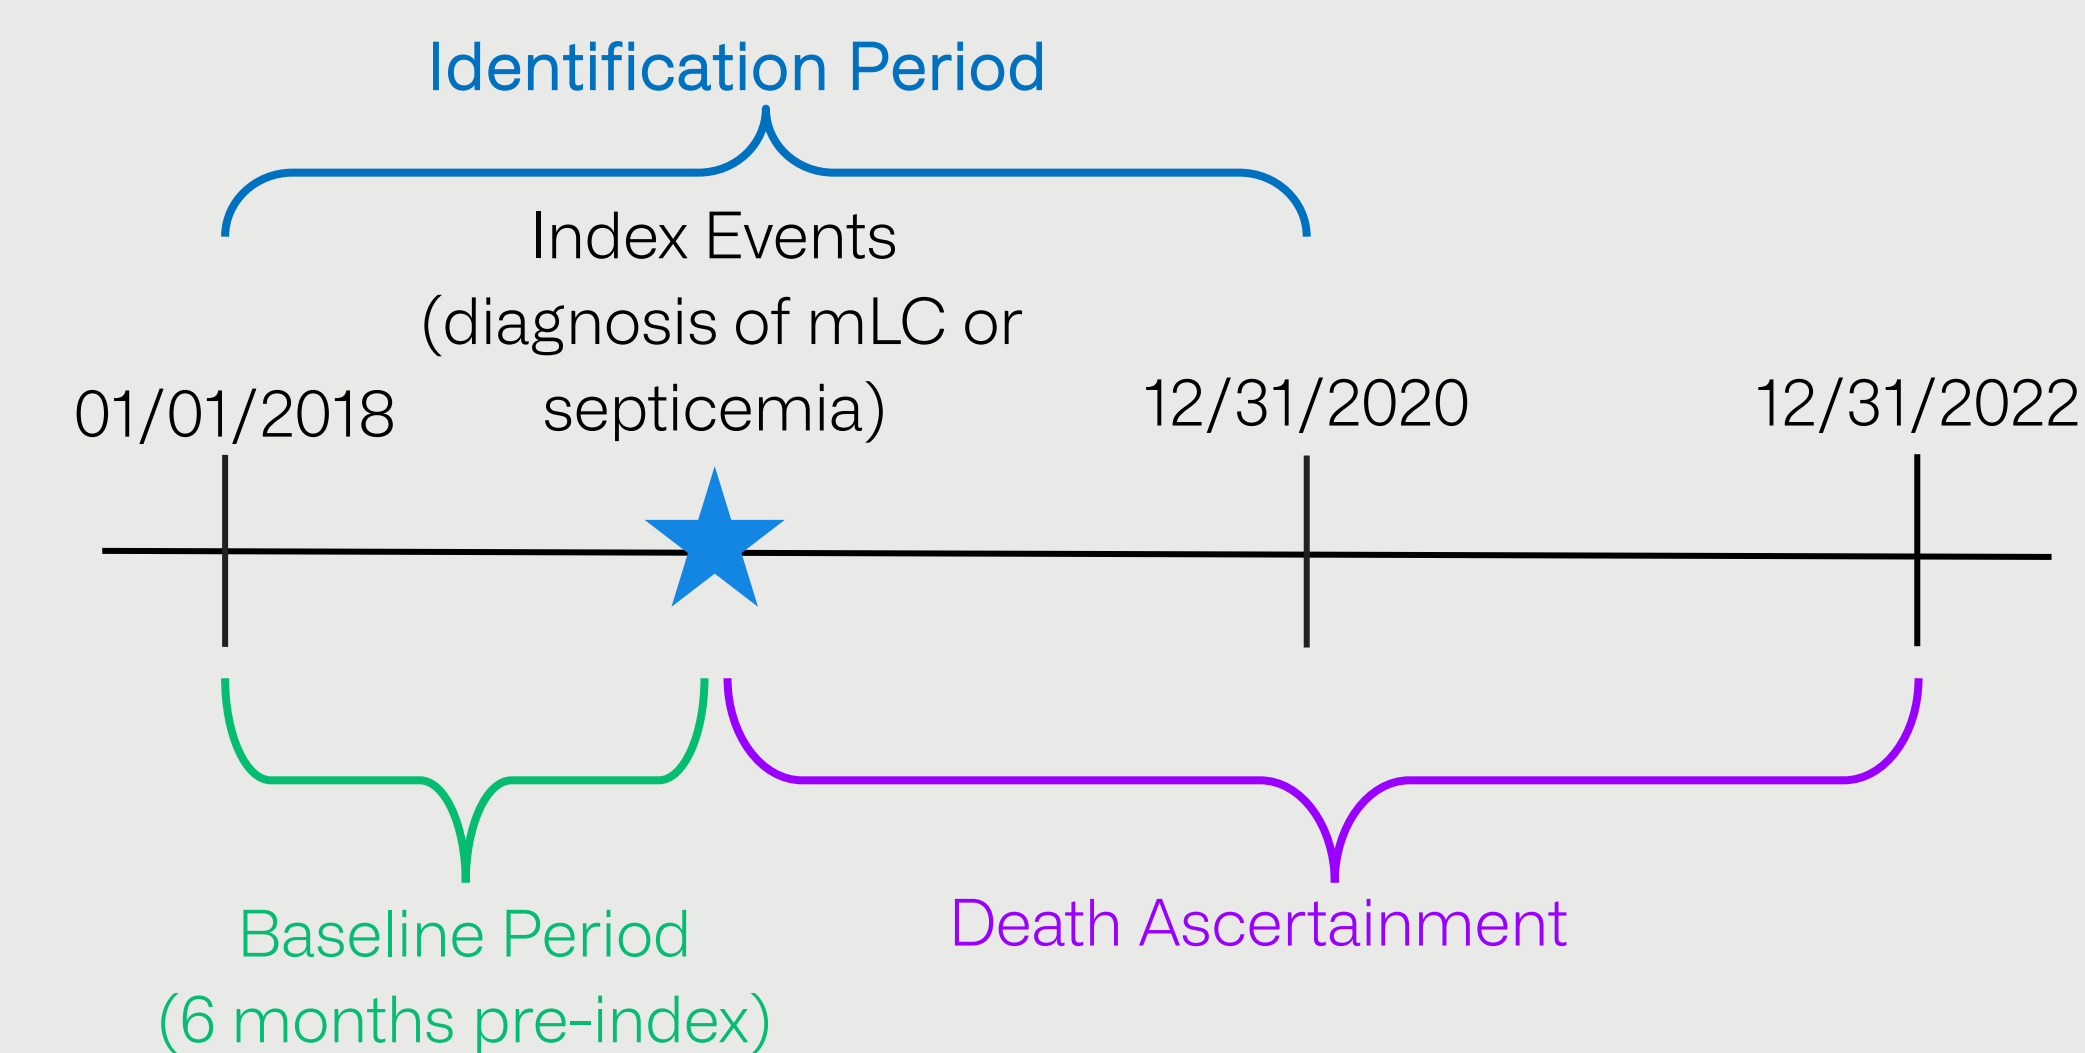 Identification Period
Index Events
(diagnosis of mLC or
septicemia)
01/01/2018
12/31/2020
12/31/2022
Baseline Period
(6 months pre-index)
Death Ascertainment